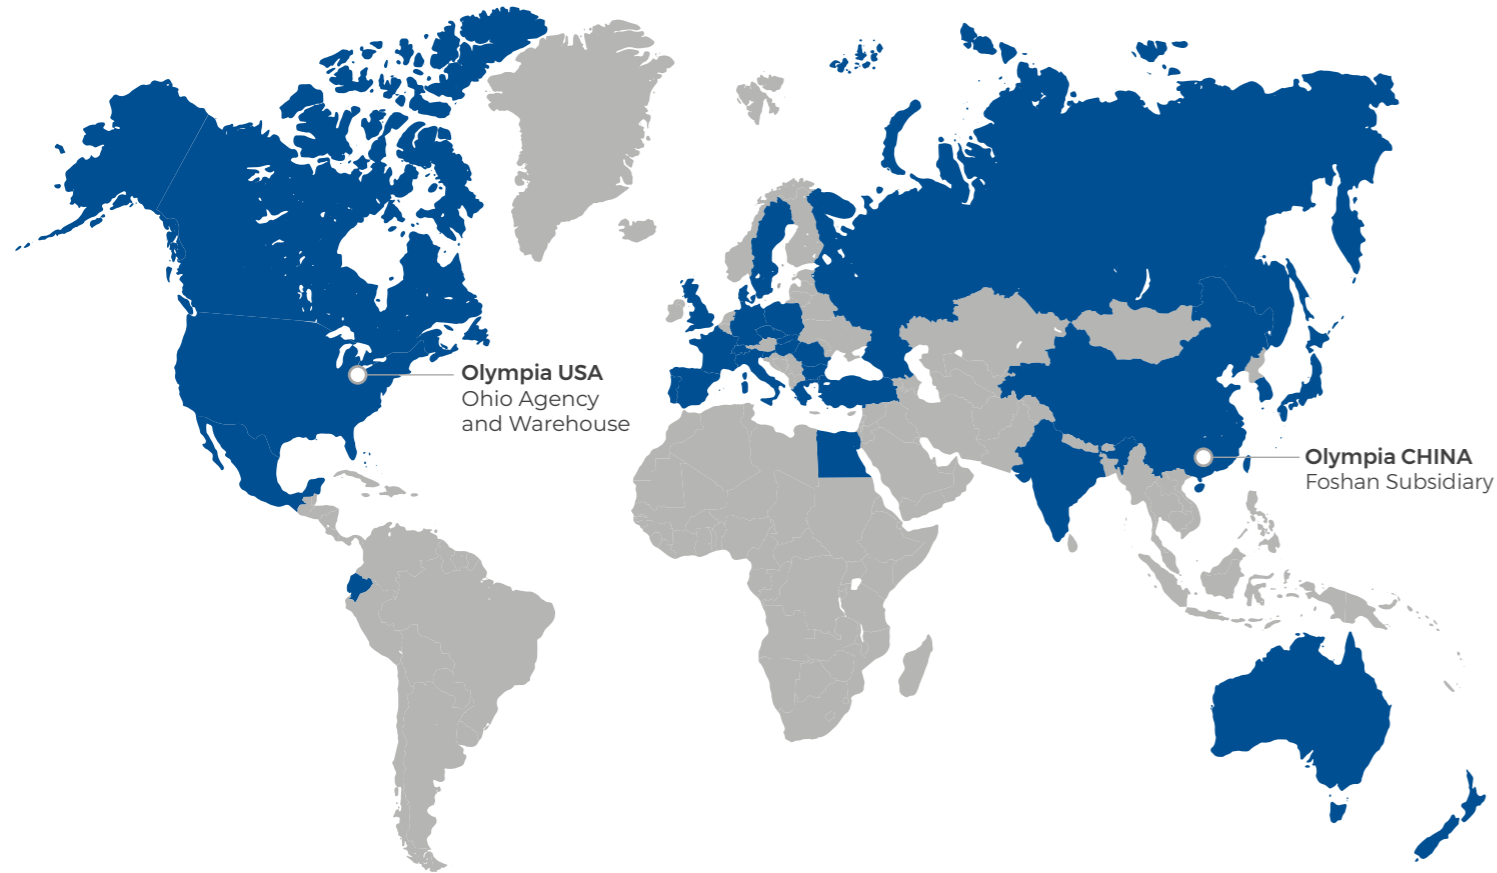 Olympia USA
Ohio Agency
and Warehouse
Olympia CHINA
Foshan Subsidiary